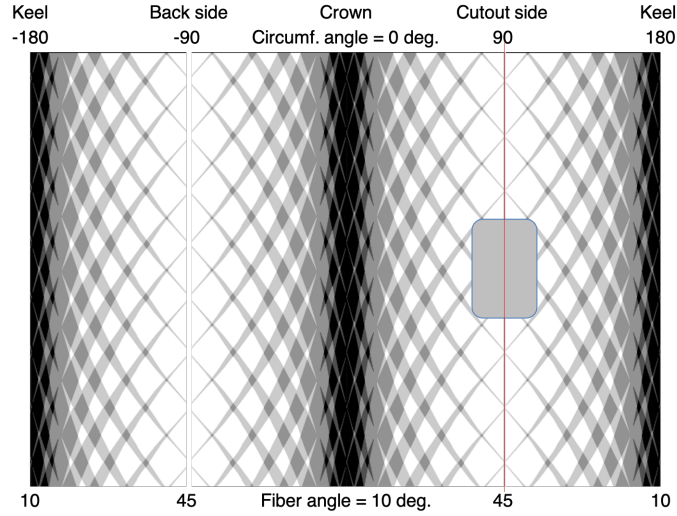 Keel Back side Crown Cutout side Keel
-180 -90 Circumf. angle = 0 deg. 90 180
10 45 Fiber angle = 10 deg. 45 10